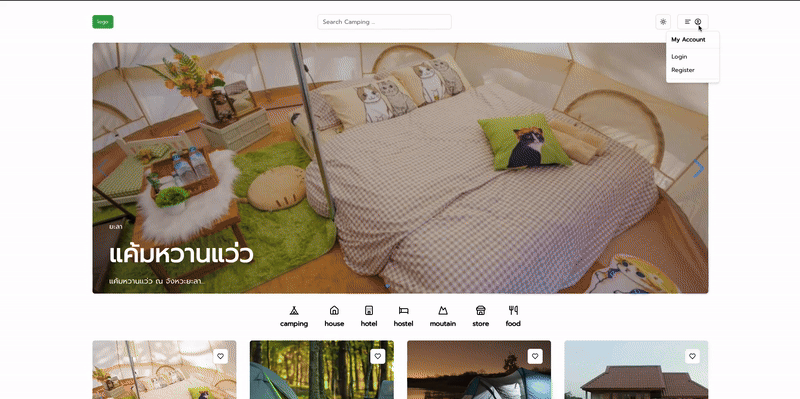 logo
Search Camping ...
My Account
Login
Register
ยะลา
แค้มหวานแว่ว
แค้มหวานแว่ว ณ จังหวะยะลา...
camping
house
hotel
hostel
moutain
store
food